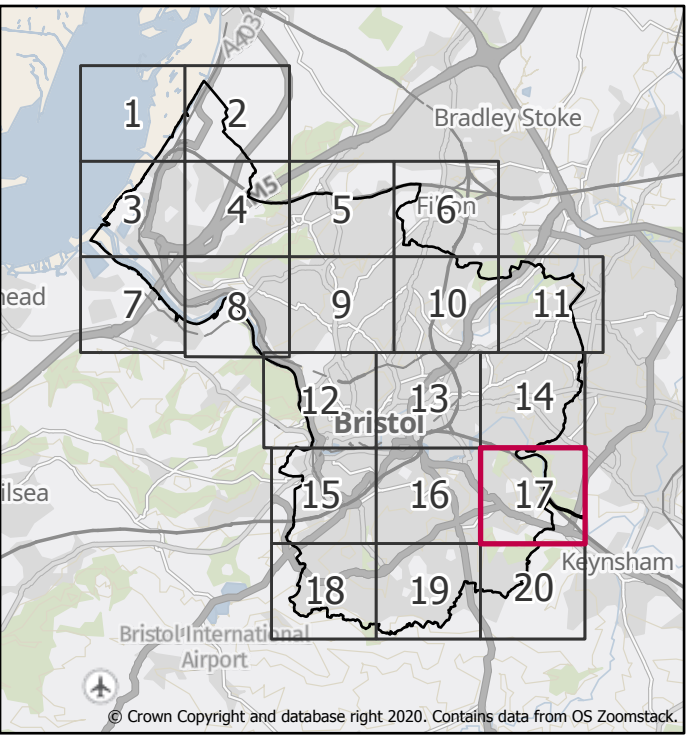 A403
1
2
Bradley Stoke
M5
3
4
5
6
Filton
head
7
8
9
10
11
12
13
14
Bristol
ilsea
15
16
17
Keynsham
18
19
20
Bristol International
Airport
© Crown Copyright and database right 2020. Contains data from OS Zoomstack.